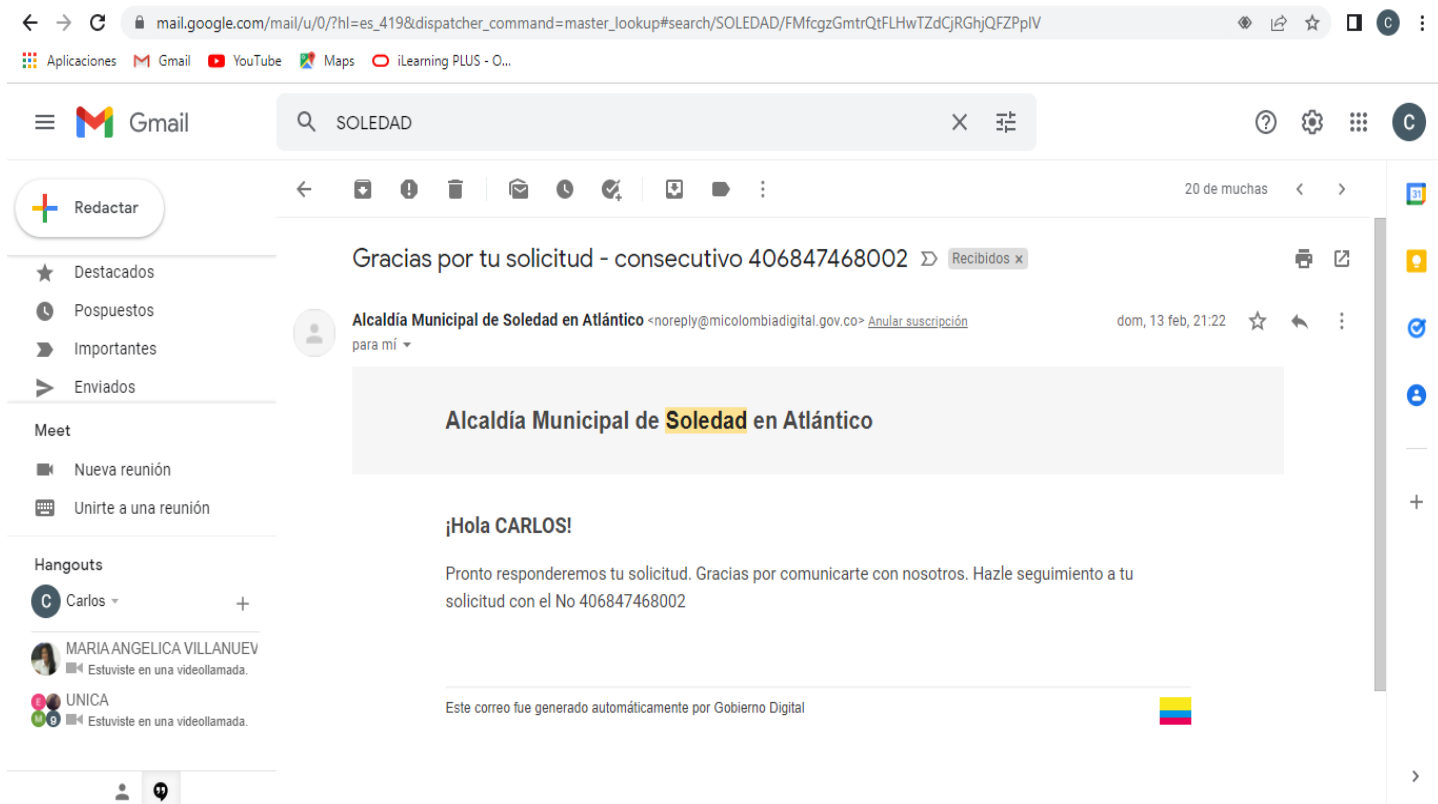 mail.google.com/mail/u/0/?hl=es_419&dispatcher_command=master_lookup#search/SOLEDAD/FMfcgzGmtrQtFLHwTZdCjRGhjQFZPplV
C
Aplicaciones
Gmail
YouTube
Maps
iLearning PLUS - O...
Gmail
SOLEDAD
C
Redactar
20 de muchas
31
Destacados
Pospuestos
Importantes
Enviados
Gracias por tu solicitud - consecutivo 406847468002
Recibidos x
Alcaldía Municipal de Soledad en Atlántico <noreply@micolombiadigital.gov.co> Anular suscripción
dom, 13 feb, 21:22
para mí
Alcaldía Municipal de Soledad en Atlántico
Meet
Nueva reunión
Unirte a una reunión
¡Hola CARLOS!
Pronto responderemos tu solicitud. Gracias por comunicarte con nosotros. Hazle seguimiento a tu
solicitud con el No 406847468002
Hangouts
C Carlos
MARIA ANGELICA VILLANUEV
Estuviste en una videollamada.
E
M 9
UNICA
Estuviste en una videollamada.
Este correo fue generado automáticamente por Gobierno Digital